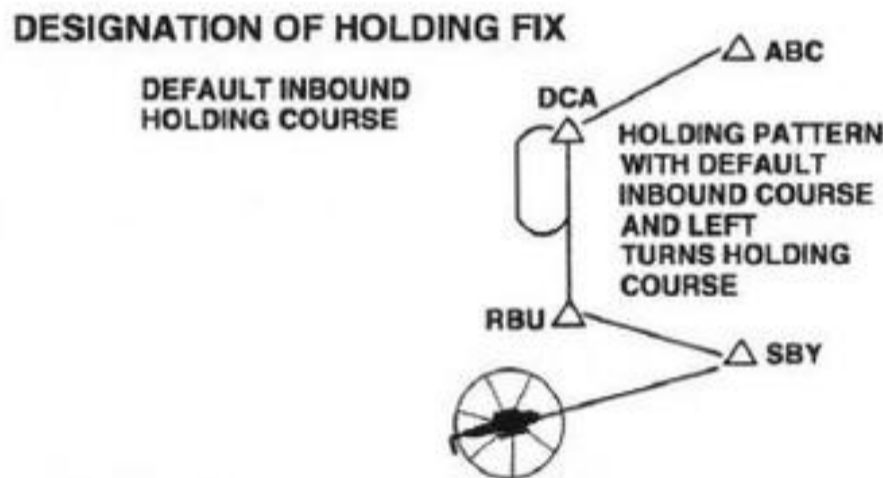 DESIGNATION OF HOLDING FIX
DEFAULT INBOUND
HOLDING COURSE
ABC
DCA
HOLDING PATTERN
WITH DEFAULT
INBOUND COURSE
AND LEFT
TURNS HOLDING
COURSE
RBU
SBY